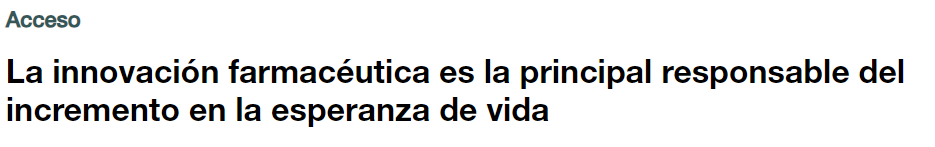 Acceso
La innovación farmacéutica es la principal responsable del
incremento en la esperanza de vida